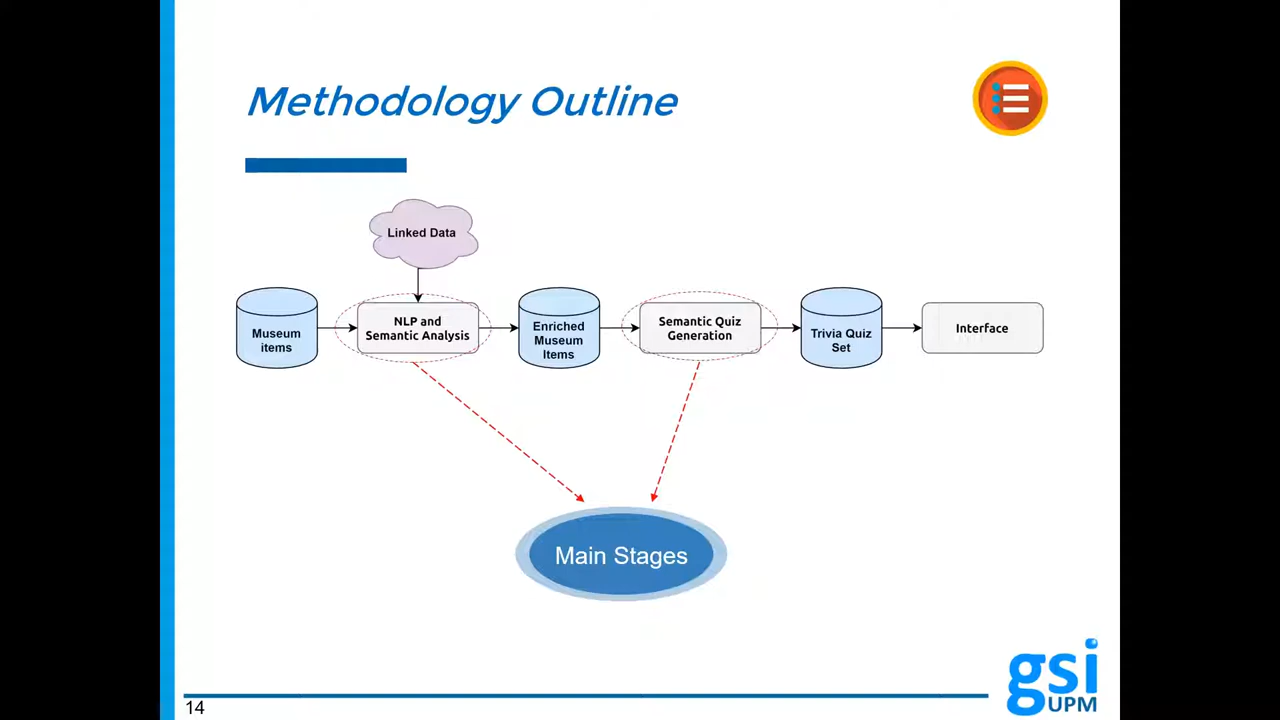 Methodology Outline
Linked Data
Museum
items
NLP and
Semantic Analysis
Enriched
Museum
Items
Semantic Quiz
Generation
Trivia Quiz
Set
Interface
Main Stages
gsi
UPM
14